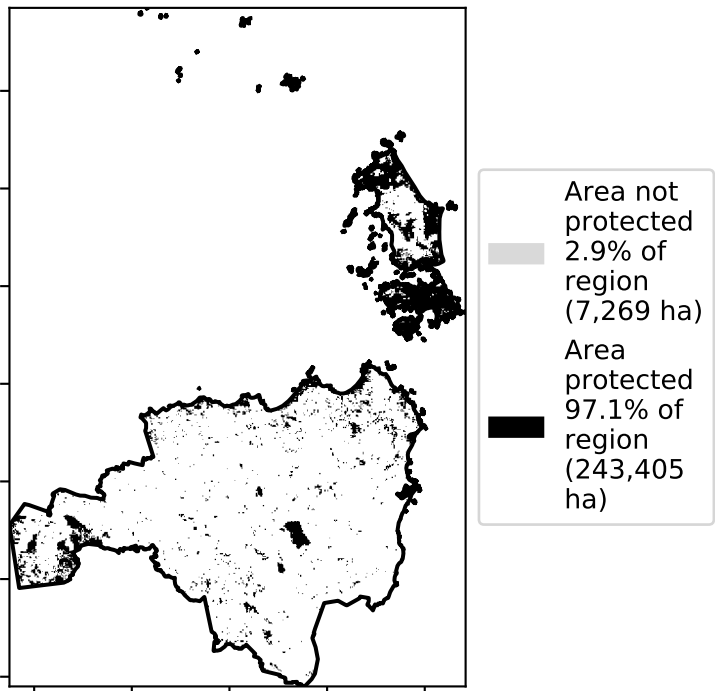 Area not
protected
2.9% of
region
(7,269 ha)
Area
protected
97.1% of
region
(243,405
ha)